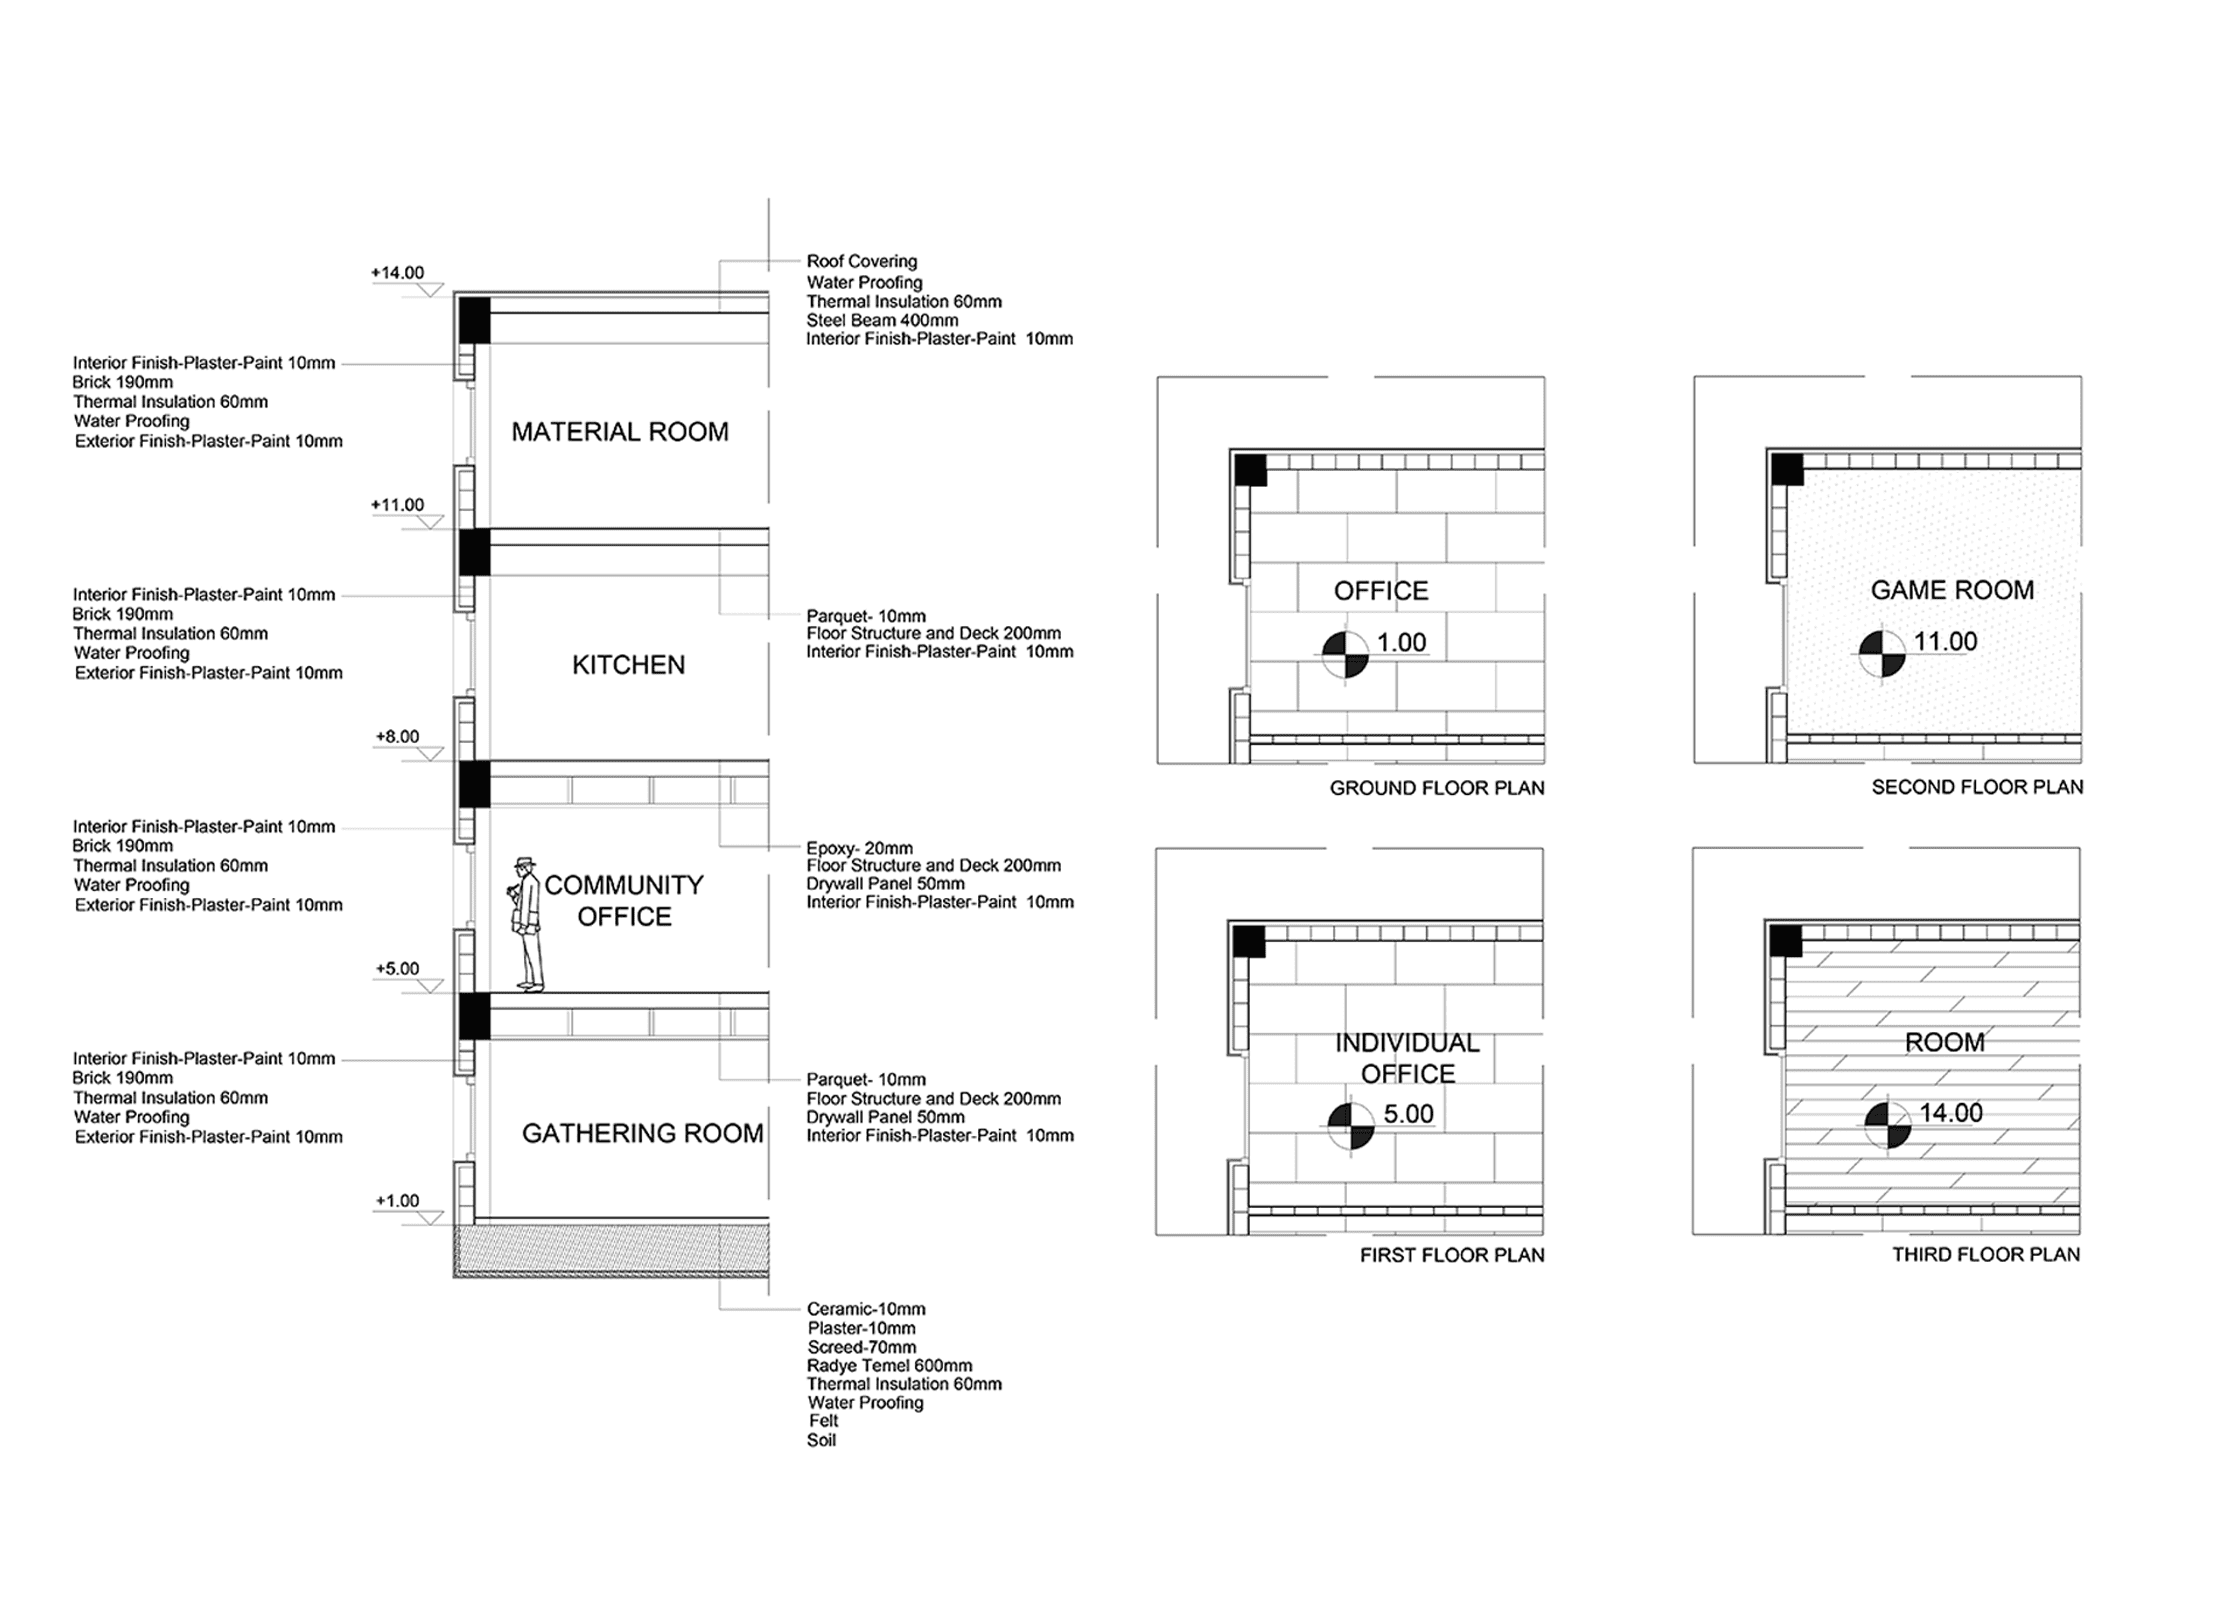 +14.00
Roof Covering
Water Proofing
Thermal Insulation 60mm
Steel Beam 400mm
Interior Finish-Plaster-Paint 10mm
Interior Finish-Plaster-Paint 10mm
Brick 190mm
Thermal Insulation 60mm
Water Proofing
Exterior Finish-Plaster-Paint 10mm
MATERIAL ROOM
+11.00
Interior Finish-Plaster-Paint 10mm
Brick 190mm
Thermal Insulation 60mm
Water Proofing
Exterior Finish-Plaster-Paint 10mm
KITCHEN
Parquet- 10mm
Floor Structure and Deck 200mm
Interior Finish-Plaster-Paint 10mm
+8.00
Interior Finish-Plaster-Paint 10mm
Brick 190mm
Thermal Insulation 60mm
Water Proofing
Exterior Finish-Plaster-Paint 10mm
COMMUNITY
OFFICE
Epoxy- 20mm
Floor Structure and Deck 200mm
Drywall Panel 50mm
Interior Finish-Plaster-Paint 10mm
+5.00
Interior Finish-Plaster-Paint 10mm
Brick 190mm
Thermal Insulation 60mm
Water Proofing
Exterior Finish-Plaster-Paint 10mm
GATHERING ROOM
Parquet- 10mm
Floor Structure and Deck 200mm
Drywall Panel 50mm
Interior Finish-Plaster-Paint 10mm
+1.00
Ceramic-10mm
Plaster-10mm
Screed-70mm
Radye Temel 600mm
Thermal Insulation 60mm
Water Proofing
Felt
Soil
OFFICE
1.00
GROUND FLOOR PLAN
GAME ROOM
11.00
SECOND FLOOR PLAN
INDIVIDUAL
OFFICE
5.00
FIRST FLOOR PLAN
ROOM
14.00
THIRD FLOOR PLAN